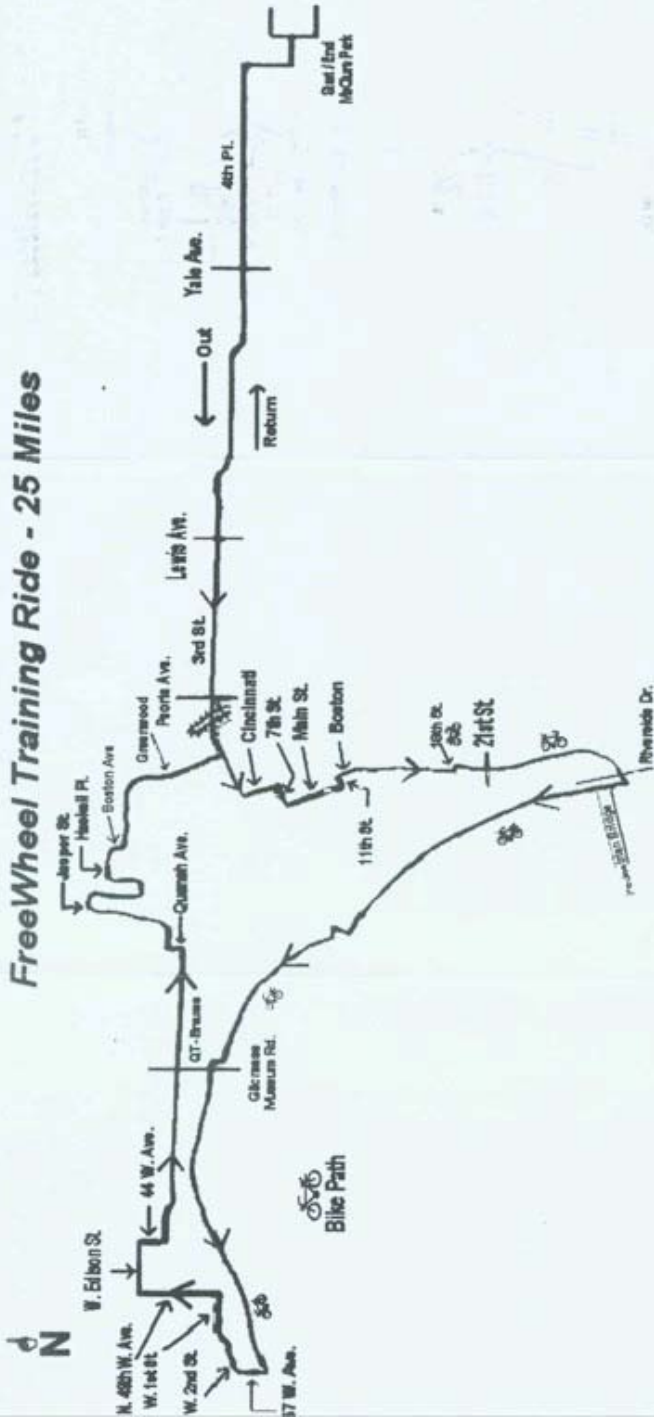 FreeWheel Training Ride - 25 Miles
N
W. Edison St.
44 W. Ave.
N. 49th W. Ave.
W. 1st St.
W. 2nd St.
57 W. Ave.
Bike Path
Gilcrease
Museum Rd.
QT-Breaks
Quanah Ave.
Jasper St.
Haskell Pl.
Boston Ave
Greenwood
Peoria Ave.
3rd St.
Cincinnati
7th St.
Main St.
Boston
11th St.
18th St.
21st St.
Riverside Dr.
Lewis Ave.
Out
Return
Yale Ave.
4th Pl.
Start / End
McClure Park